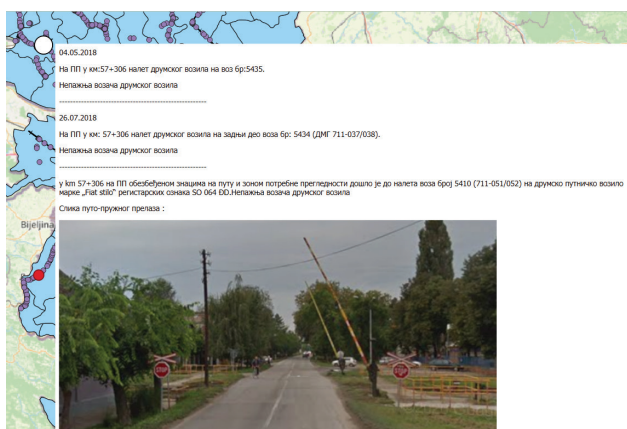 04.05.2018
На ПП у км:57+306 налет друмског возила на воз бр:5435.
Непажња возача друмског возила
----------------------------------------------------
26.07.2018
На ПП у км: 57+306 налет друмског возила на задњи део воза бр: 5434 (ДМГ 711-037/038).
Непажња возача друмског возила
----------------------------------------------------
у km 57+306 на ПП обезбеђеном знацима на путу и зоном потребне прегледности дошло је до налета воза број 5410 (711-051/052) на друмско путничко возило
марке „Fiat stilo“ регистарских ознака SO 064 ĐD.Непажња возача друмског возила
Слика путо-пружног прелаза :
Bijeljina
STOP
STOP